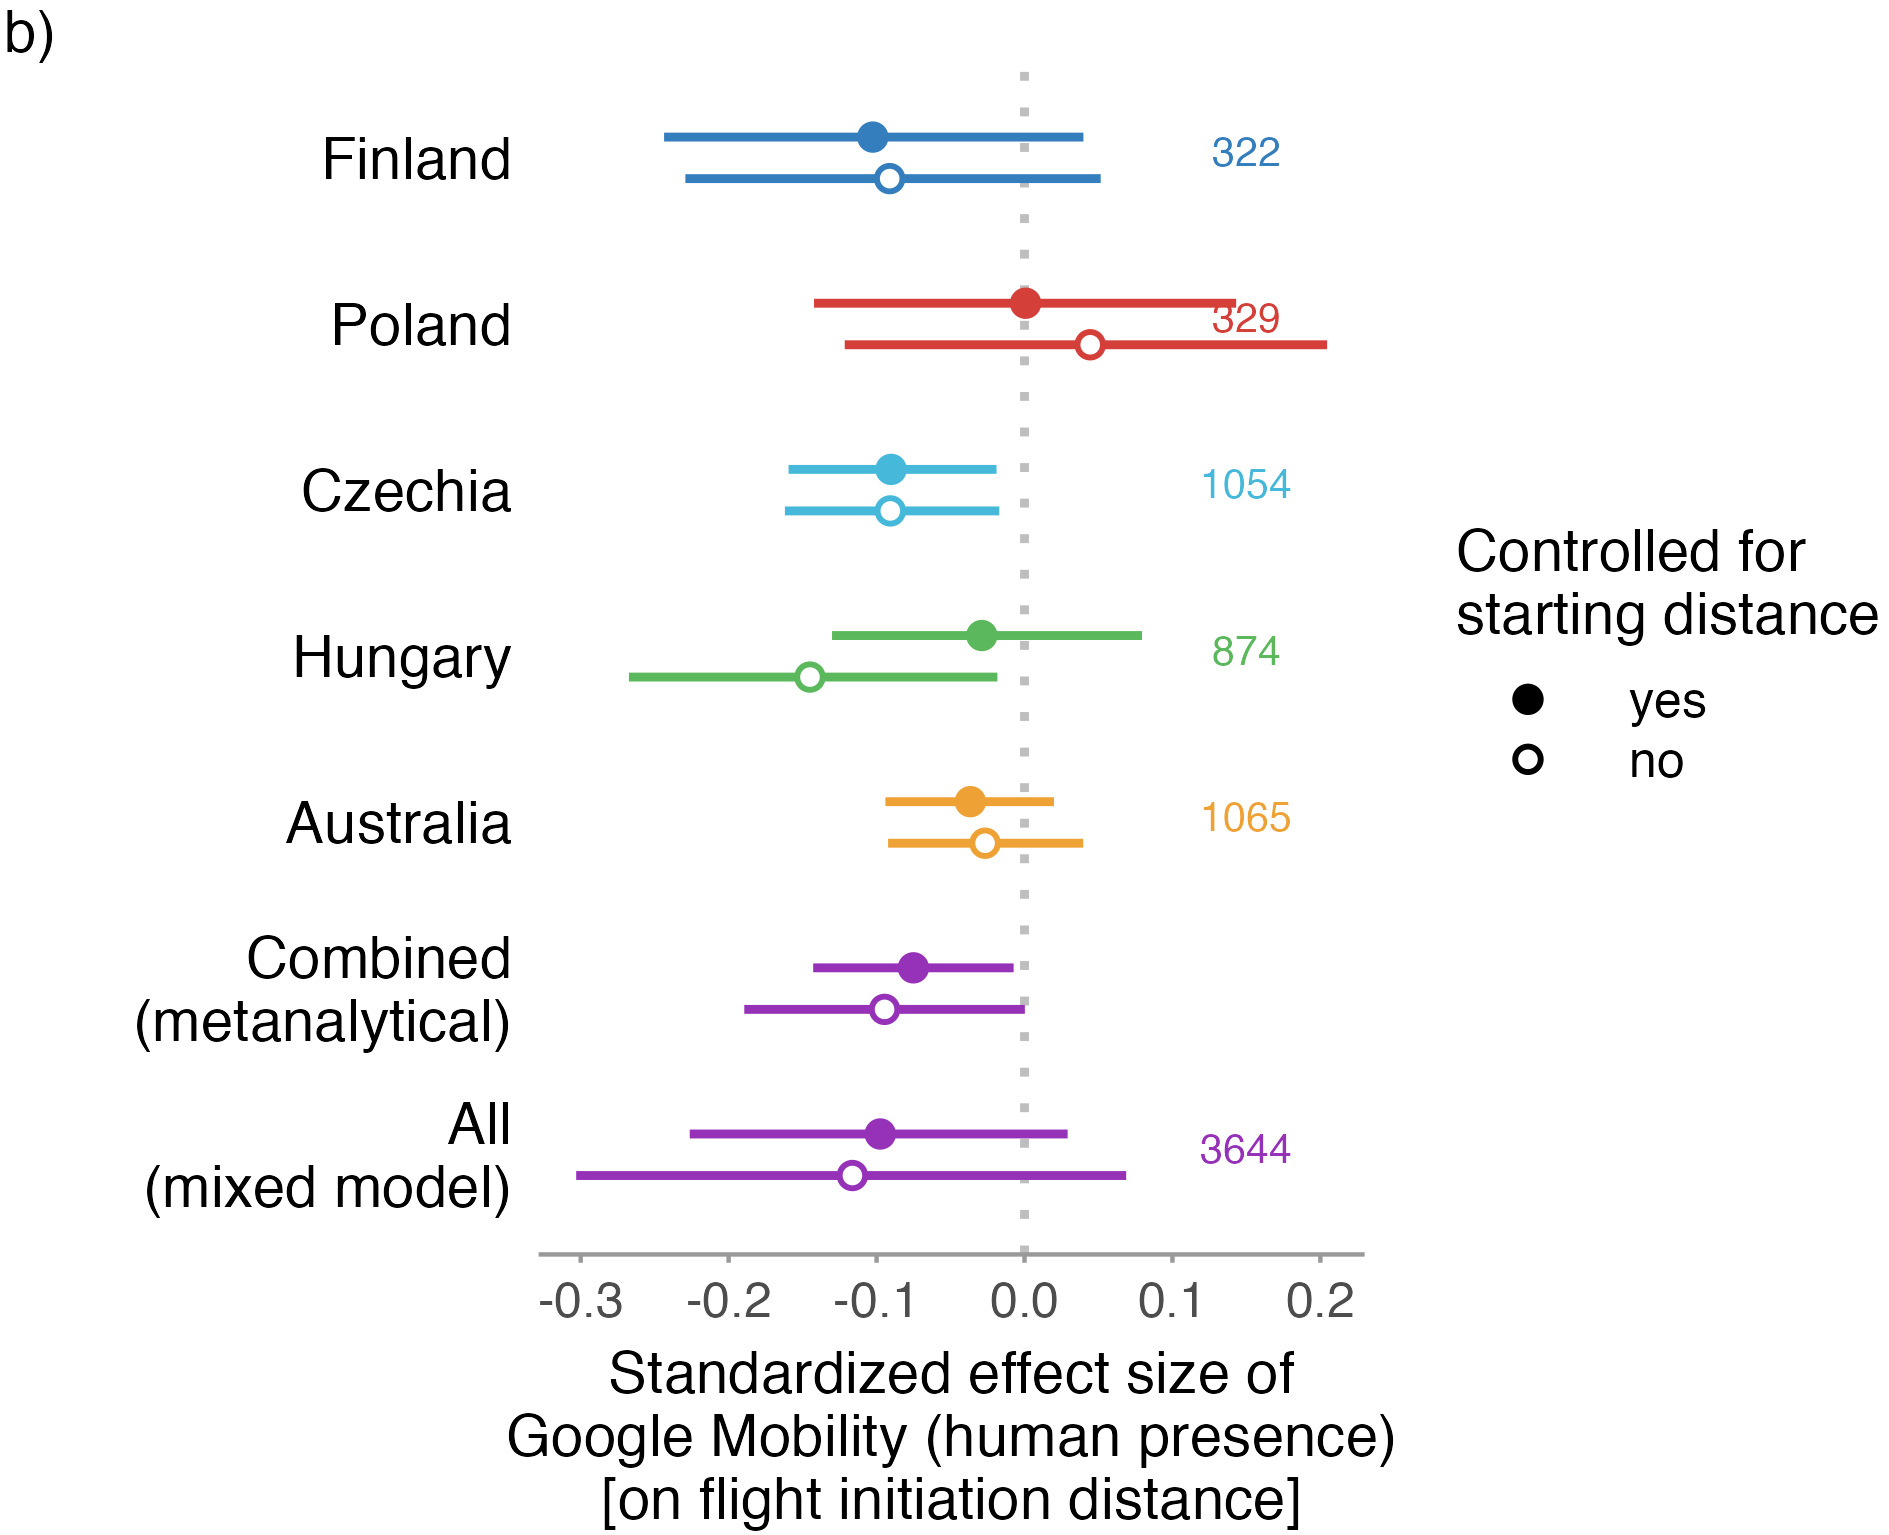 b)
Finland
322
Poland
329
Czechia
1054
Hungary
874
Australia
1065
Combined
(metanalytical)
All
(mixed model)
3644
Controlled for
starting distance
yes
no
-0.3 -0.2 -0.1 0.0 0.1 0.2
Standardized effect size of
Google Mobility (human presence)
[on flight initiation distance]